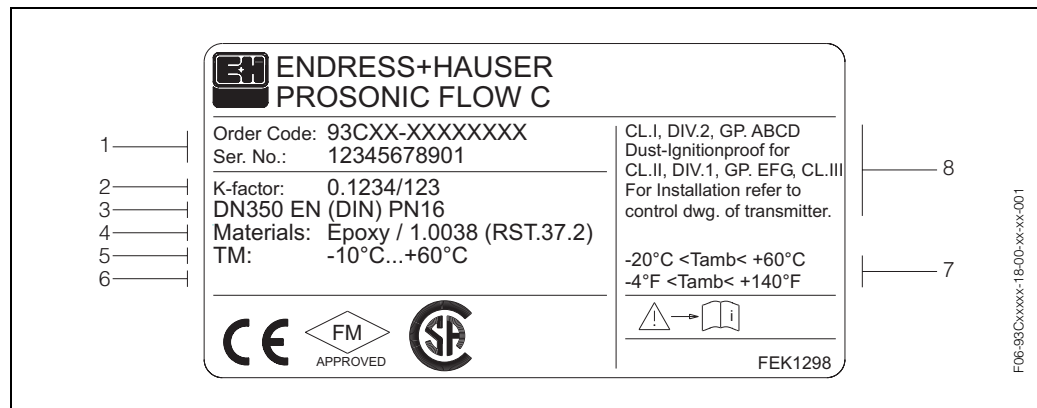 E+H
ENDRESS+HAUSER
PROSONIC FLOW C
1
Order Code: 93CXX-XXXXXXXX
Ser. No.: 12345678901
2
K-factor: 0.1234/123
3
DN350 EN (DIN) PN16
4
Materials: Epoxy / 1.0038 (RST.37.2)
5
TM: -10°C...+60°C
6
CE
FM
APPROVED
SA
CL.I, DIV.2, GP. ABCD
Dust-Ignitionproof for
CL.II, DIV.1, GP. EFG, CL.III
For Installation refer to
control dwg. of transmitter.
8
-20°C <Tamb< +60°C
-4°F <Tamb< +140°F
7
i
FEK1298
F06-93Cxxxxx-18-00-xx-xx-001